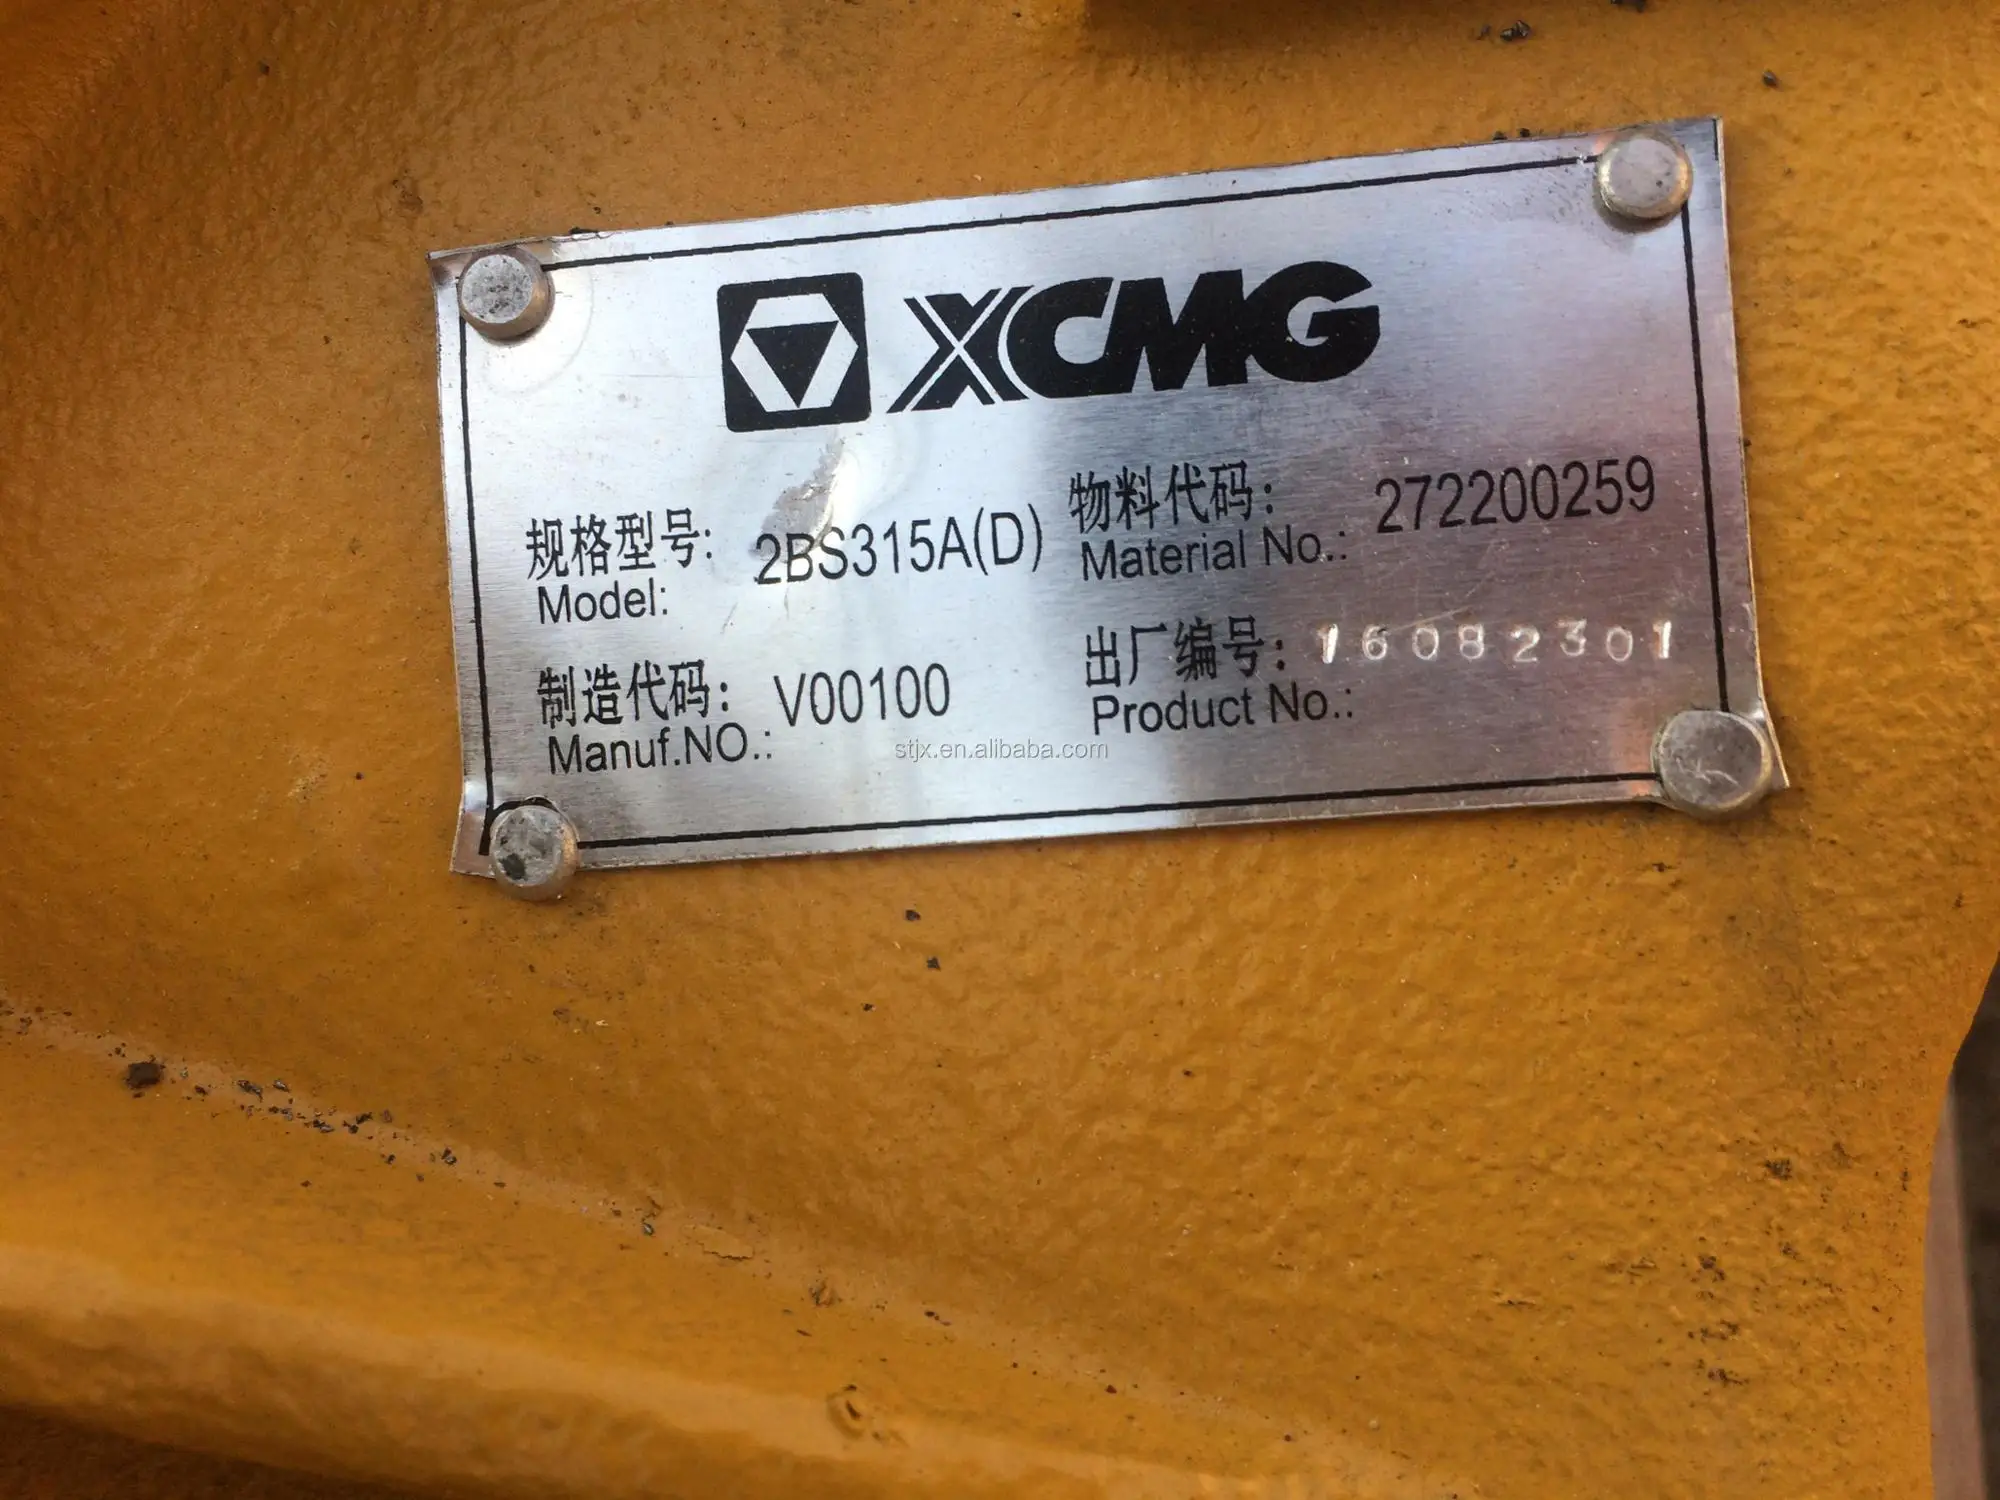 XCMG
规格型号: 2BS315A(D)
Model:
物料代码: 272200259
Material No.:
制造代码: V00100
Manuf.NO.:
出厂编号: 16082301
Product No.:
stjx.en.alibaba.com